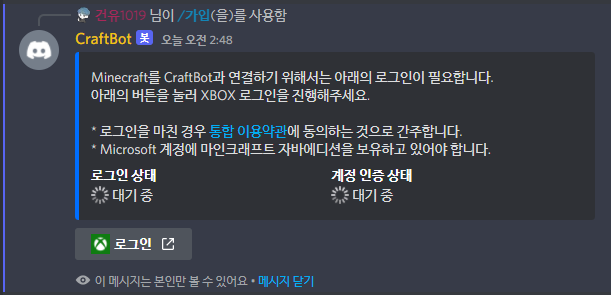 건유1019 님이 /가입(을)를 사용함
CraftBot 봇 오늘 오전 2:48
Minecraft를 CraftBot과 연결하기 위해서는 아래의 로그인이 필요합니다.
아래의 버튼을 눌러 XBOX 로그인을 진행해주세요.
* 로그인을 마친 경우 통합 이용약관에 동의하는 것으로 간주합니다.
* Microsoft 계정에 마인크래프트 자바에디션을 보유하고 있어야 합니다.
로그인 상태 계정 인증 상태
대기 중 대기 중
로그인
이 메시지는 본인만 볼 수 있어요 • 메시지 닫기